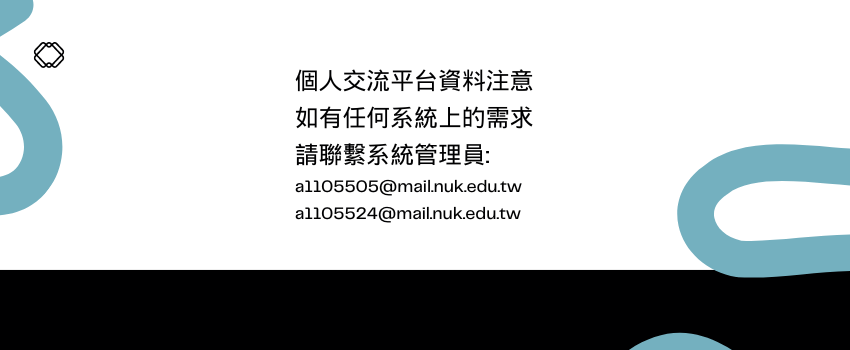 個人交流平台資料注意
如有任何系統上的需求
請聯繫系統管理員:
a1105505@mail.nuk.edu.tw
a1105524@mail.nuk.edu.tw